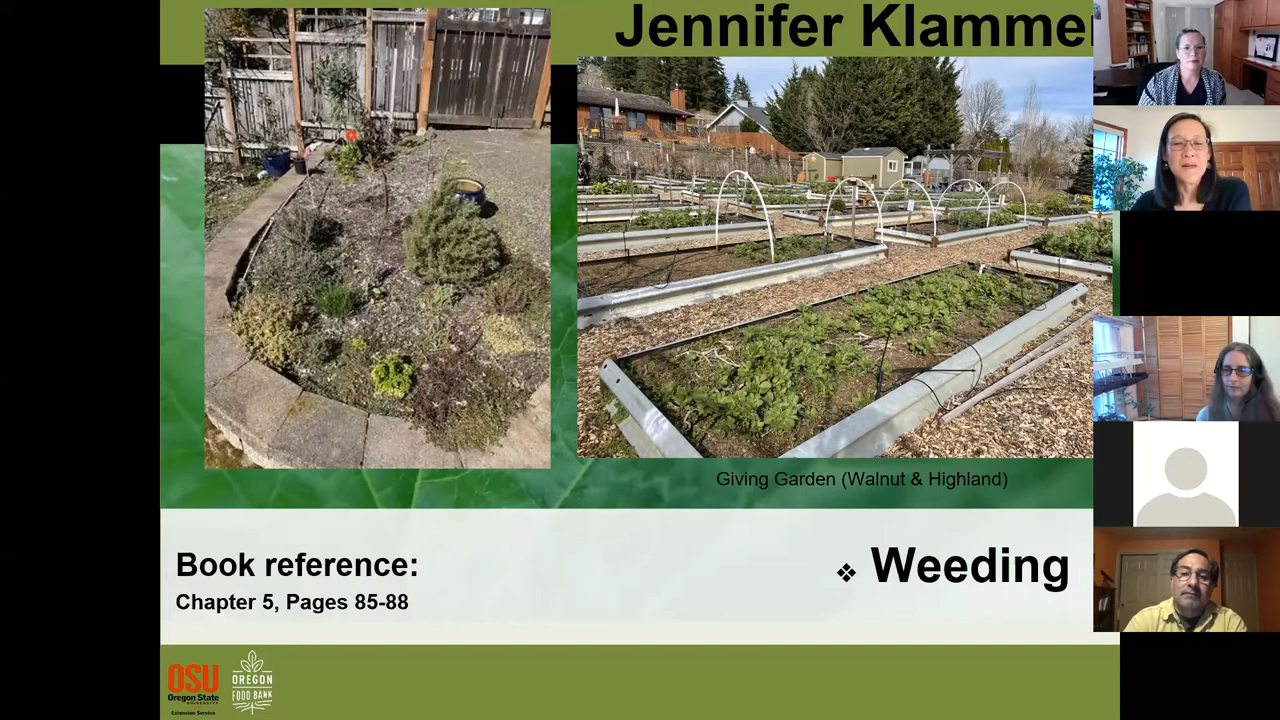 Jennifer Klammer
Giving Garden (Walnut & Highland)
Book reference:
Chapter 5, Pages 85-88
❖ Weeding
OSU
Oregon State
UNIVERSITY
Extension Service
OREGON
FOOD BANK